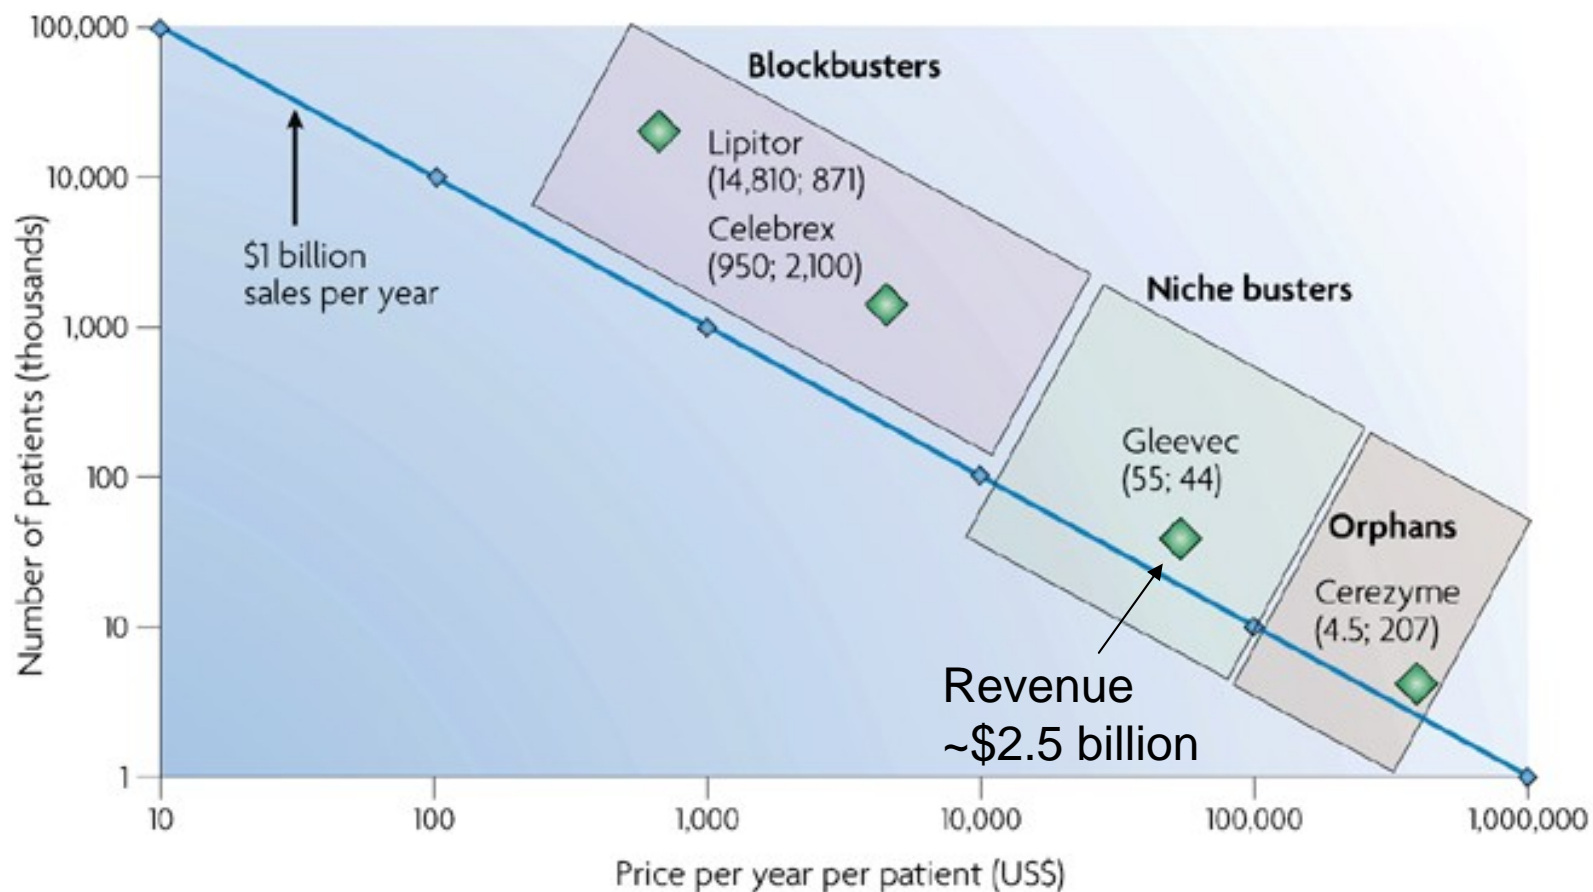 100,000
Blockbusters
Lipitor
(14,810; 871)
10,000
Celebrex
(950; 2,100)
$1 billion
sales per year
Niche busters
1,000
Gleevec
(55; 44)
100
Orphans
Cerezyme
(4.5; 207)
10
Revenue
~$2.5 billion
1
Number of patients (thousands)
10
100
1,000
10,000
100,000
1,000,000
Price per year per patient (US$)